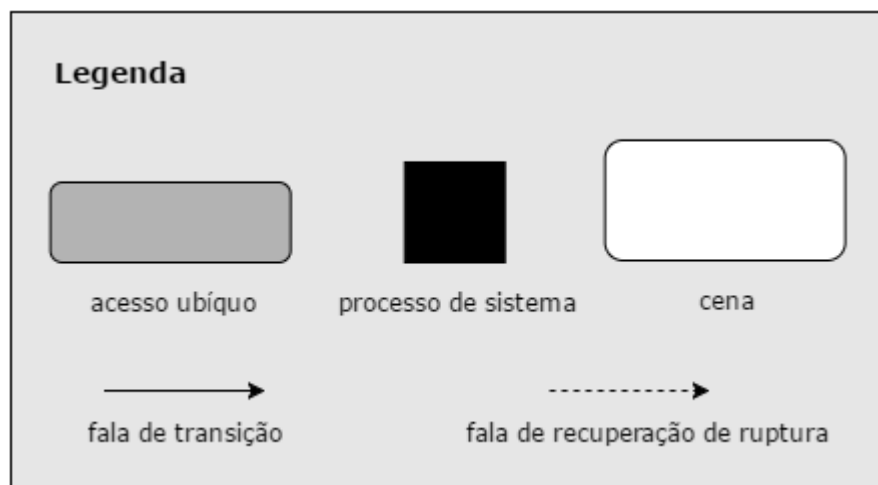 Legenda
acesso ubíquo
processo de sistema
cena
fala de transição
fala de recuperação de ruptura